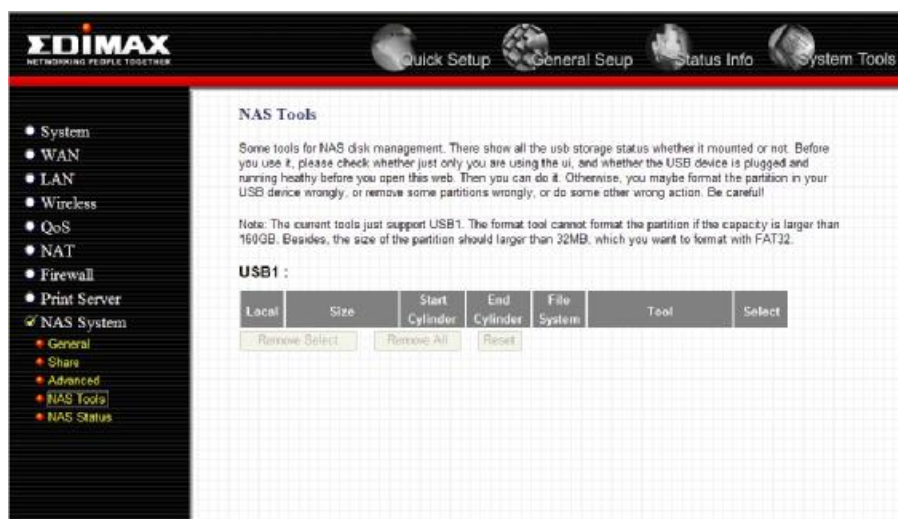 EDIMAX
NETWORKING PEOPLE TOGETHER
Quick Setup
General Seup
Status Info
System Tools
System
WAN
LAN
Wireless
QoS
NAT
Firewall
Print Server
NAS System
General
Share
Advanced
NAS Tools
NAS Status
NAS Tools
Some tools for NAS disk management. There show all the usb storage status whether it mounted or not. Before
you use it, please check whether just only you are using the ui, and whether the USB device is plugged and
running heathy before you open this web. Then you can do it. Otherwise, you maybe format the partition in your
USB device wrongly, or remove some partitions wrongly, or do some other wrong action. Be careful!
Note: The current tools just support USB1. The format tool cannot format the partition if the capacity is larger than
160GB. Besides, the size of the partition should larger than 32MB, which you want to format with FAT32.
USB1 :
Local Size Start Cylinder End Cylinder File System Tool Select
Remove Select Remove All Reset